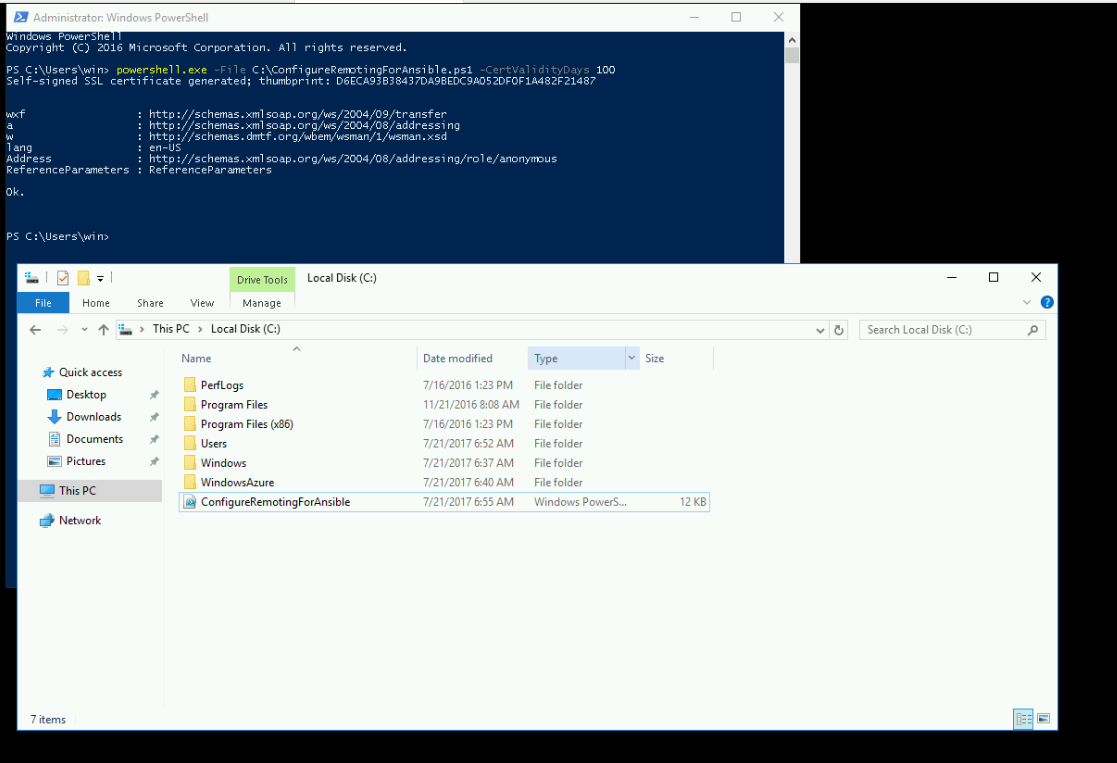 Administrator: Windows PowerShell
Windows PowerShell
Copyright (C) 2016 Microsoft Corporation. All rights reserved.
PS C:\Users\win> powershell.exe -File C:\ConfigureRemotingForAnsible.ps1 -CertValidityDays 100
Self-signed SSL certificate generated; thumbprint: D6ECA93B38437DA9BEDC9A052DF0F1A482F21487
wxf : http://schemas.xmlsoap.org/ws/2004/09/transfer
a : http://schemas.xmlsoap.org/ws/2004/08/addressing
w : http://schemas.dmtf.org/wbem/wsman/1/wsman.xsd
lang : en-US
Address : http://schemas.xmlsoap.org/ws/2004/08/addressing/role/anonymous
ReferenceParameters : ReferenceParameters
Ok.
PS C:\Users\win>
Drive Tools Local Disk (C:)
File Home Share View Manage
This PC Local Disk (C:) Search Local Disk (C:)
Name Date modified Type Size
Quick access
Desktop
Downloads
Documents
Pictures
This PC
Network
PerfLogs 7/16/2016 1:23 PM File folder
Program Files 11/21/2016 8:08 AM File folder
Program Files (x86) 7/16/2016 1:23 PM File folder
Users 7/21/2017 6:52 AM File folder
Windows 7/21/2017 6:37 AM File folder
WindowsAzure 7/21/2017 6:40 AM File folder
ConfigureRemotingForAnsible 7/21/2017 6:55 AM Windows PowerS... 12 KB
7 items